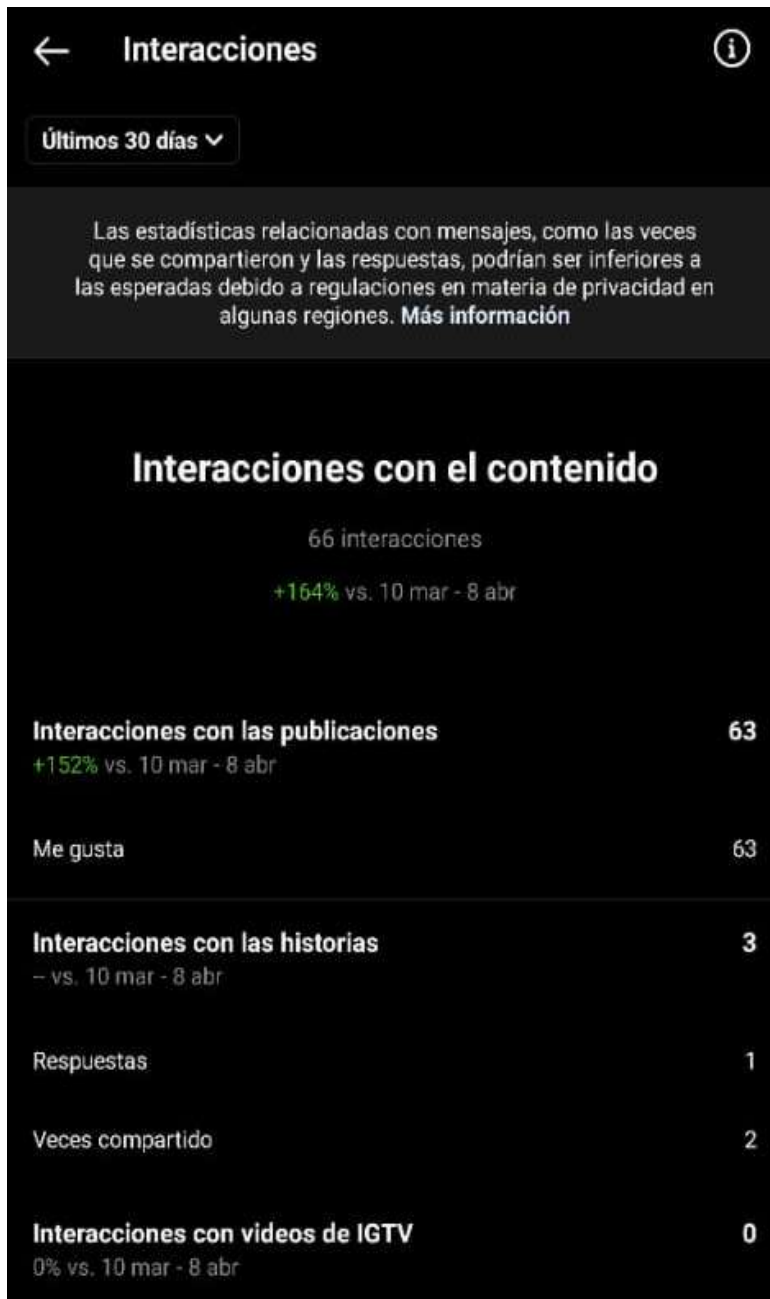 Interacciones
Últimos 30 días
Las estadísticas relacionadas con mensajes, como las veces
que se compartieron y las respuestas, podrían ser inferiores a
las esperadas debido a regulaciones en materia de privacidad en
algunas regiones. Más información
Interacciones con el contenido
66 interacciones
+164% vs. 10 mar - 8 abr
Interacciones con las publicaciones 63
+152% vs. 10 mar - 8 abr
Me gusta 63
Interacciones con las historias 3
-- vs. 10 mar - 8 abr
Respuestas 1
Veces compartido 2
Interacciones con videos de IGTV 0
0% vs. 10 mar - 8 abr